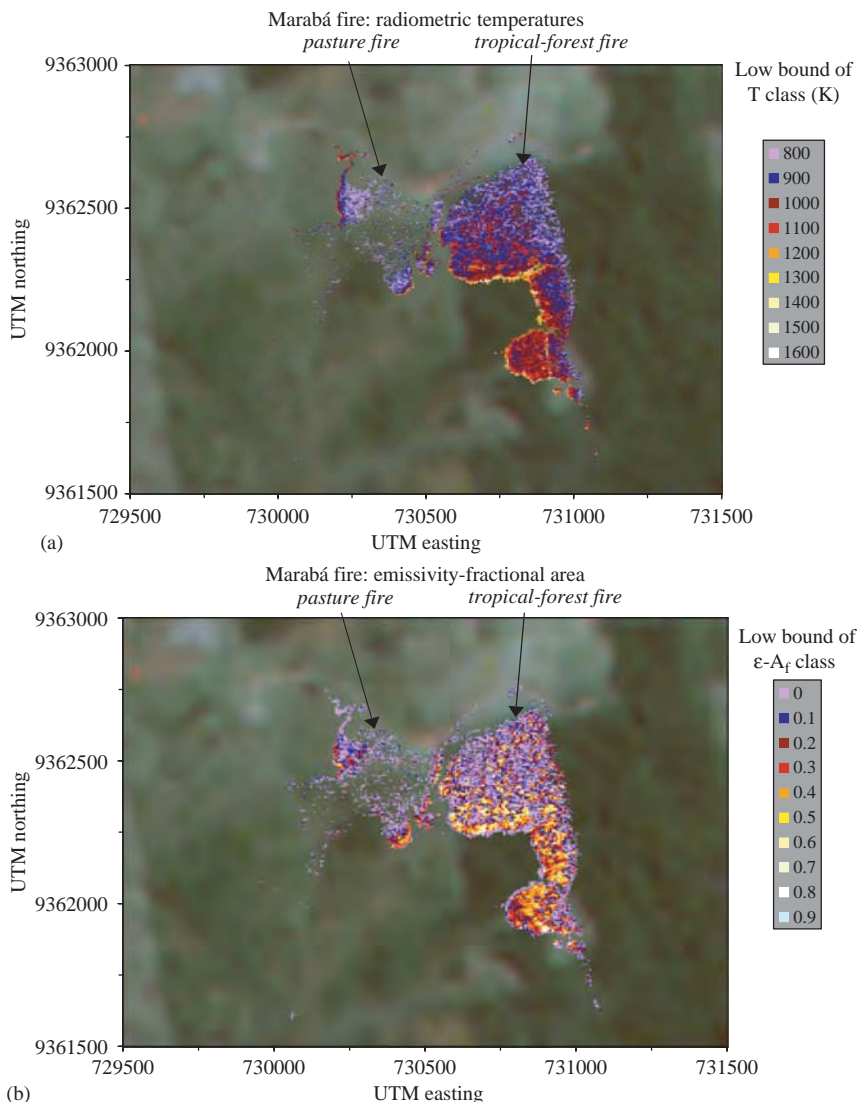 Marabá fire: radiometric temperatures
pasture fire
tropical-forest fire
Low bound of
T class (K)
800
900
1000
1100
1200
1300
1400
1500
1600
UTM northing
9363000
9362500
9362000
9361500
729500
730000
730500
731000
731500
(a)
UTM easting
Marabá fire: emissivity-fractional area
pasture fire
tropical-forest fire
Low bound of
ε-Af class
0
0.1
0.2
0.3
0.4
0.5
0.6
0.7
0.8
0.9
UTM northing
9363000
9362500
9362000
9361500
729500
730000
730500
731000
731500
(b)
UTM easting